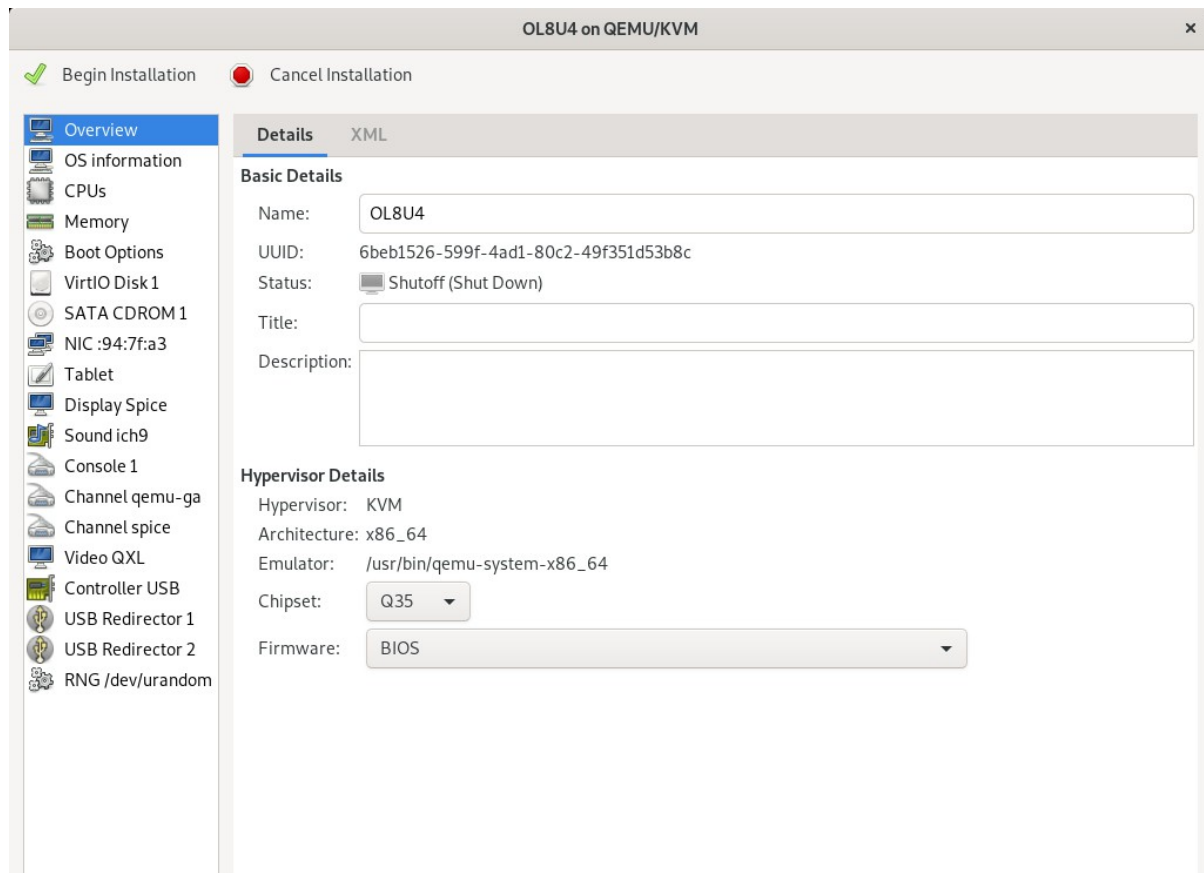 OL8U4 on QEMU/KVM
Begin Installation
Cancel Installation
Overview
OS information
CPUs
Memory
Boot Options
VirtIO Disk 1
SATA CDROM 1
NIC :94:7f:a3
Tablet
Display Spice
Sound ich9
Console 1
Channel qemu-ga
Channel spice
Video QXL
Controller USB
USB Redirector 1
USB Redirector 2
RNG /dev/urandom
Details
XML
Basic Details
Name: OL8U4
UUID: 6beb1526-599f-4ad1-80c2-49f351d53b8c
Status: Shutoff (Shut Down)
Title:
Description:
Hypervisor Details
Hypervisor: KVM
Architecture: x86_64
Emulator: /usr/bin/qemu-system-x86_64
Chipset: Q35
Firmware: BIOS